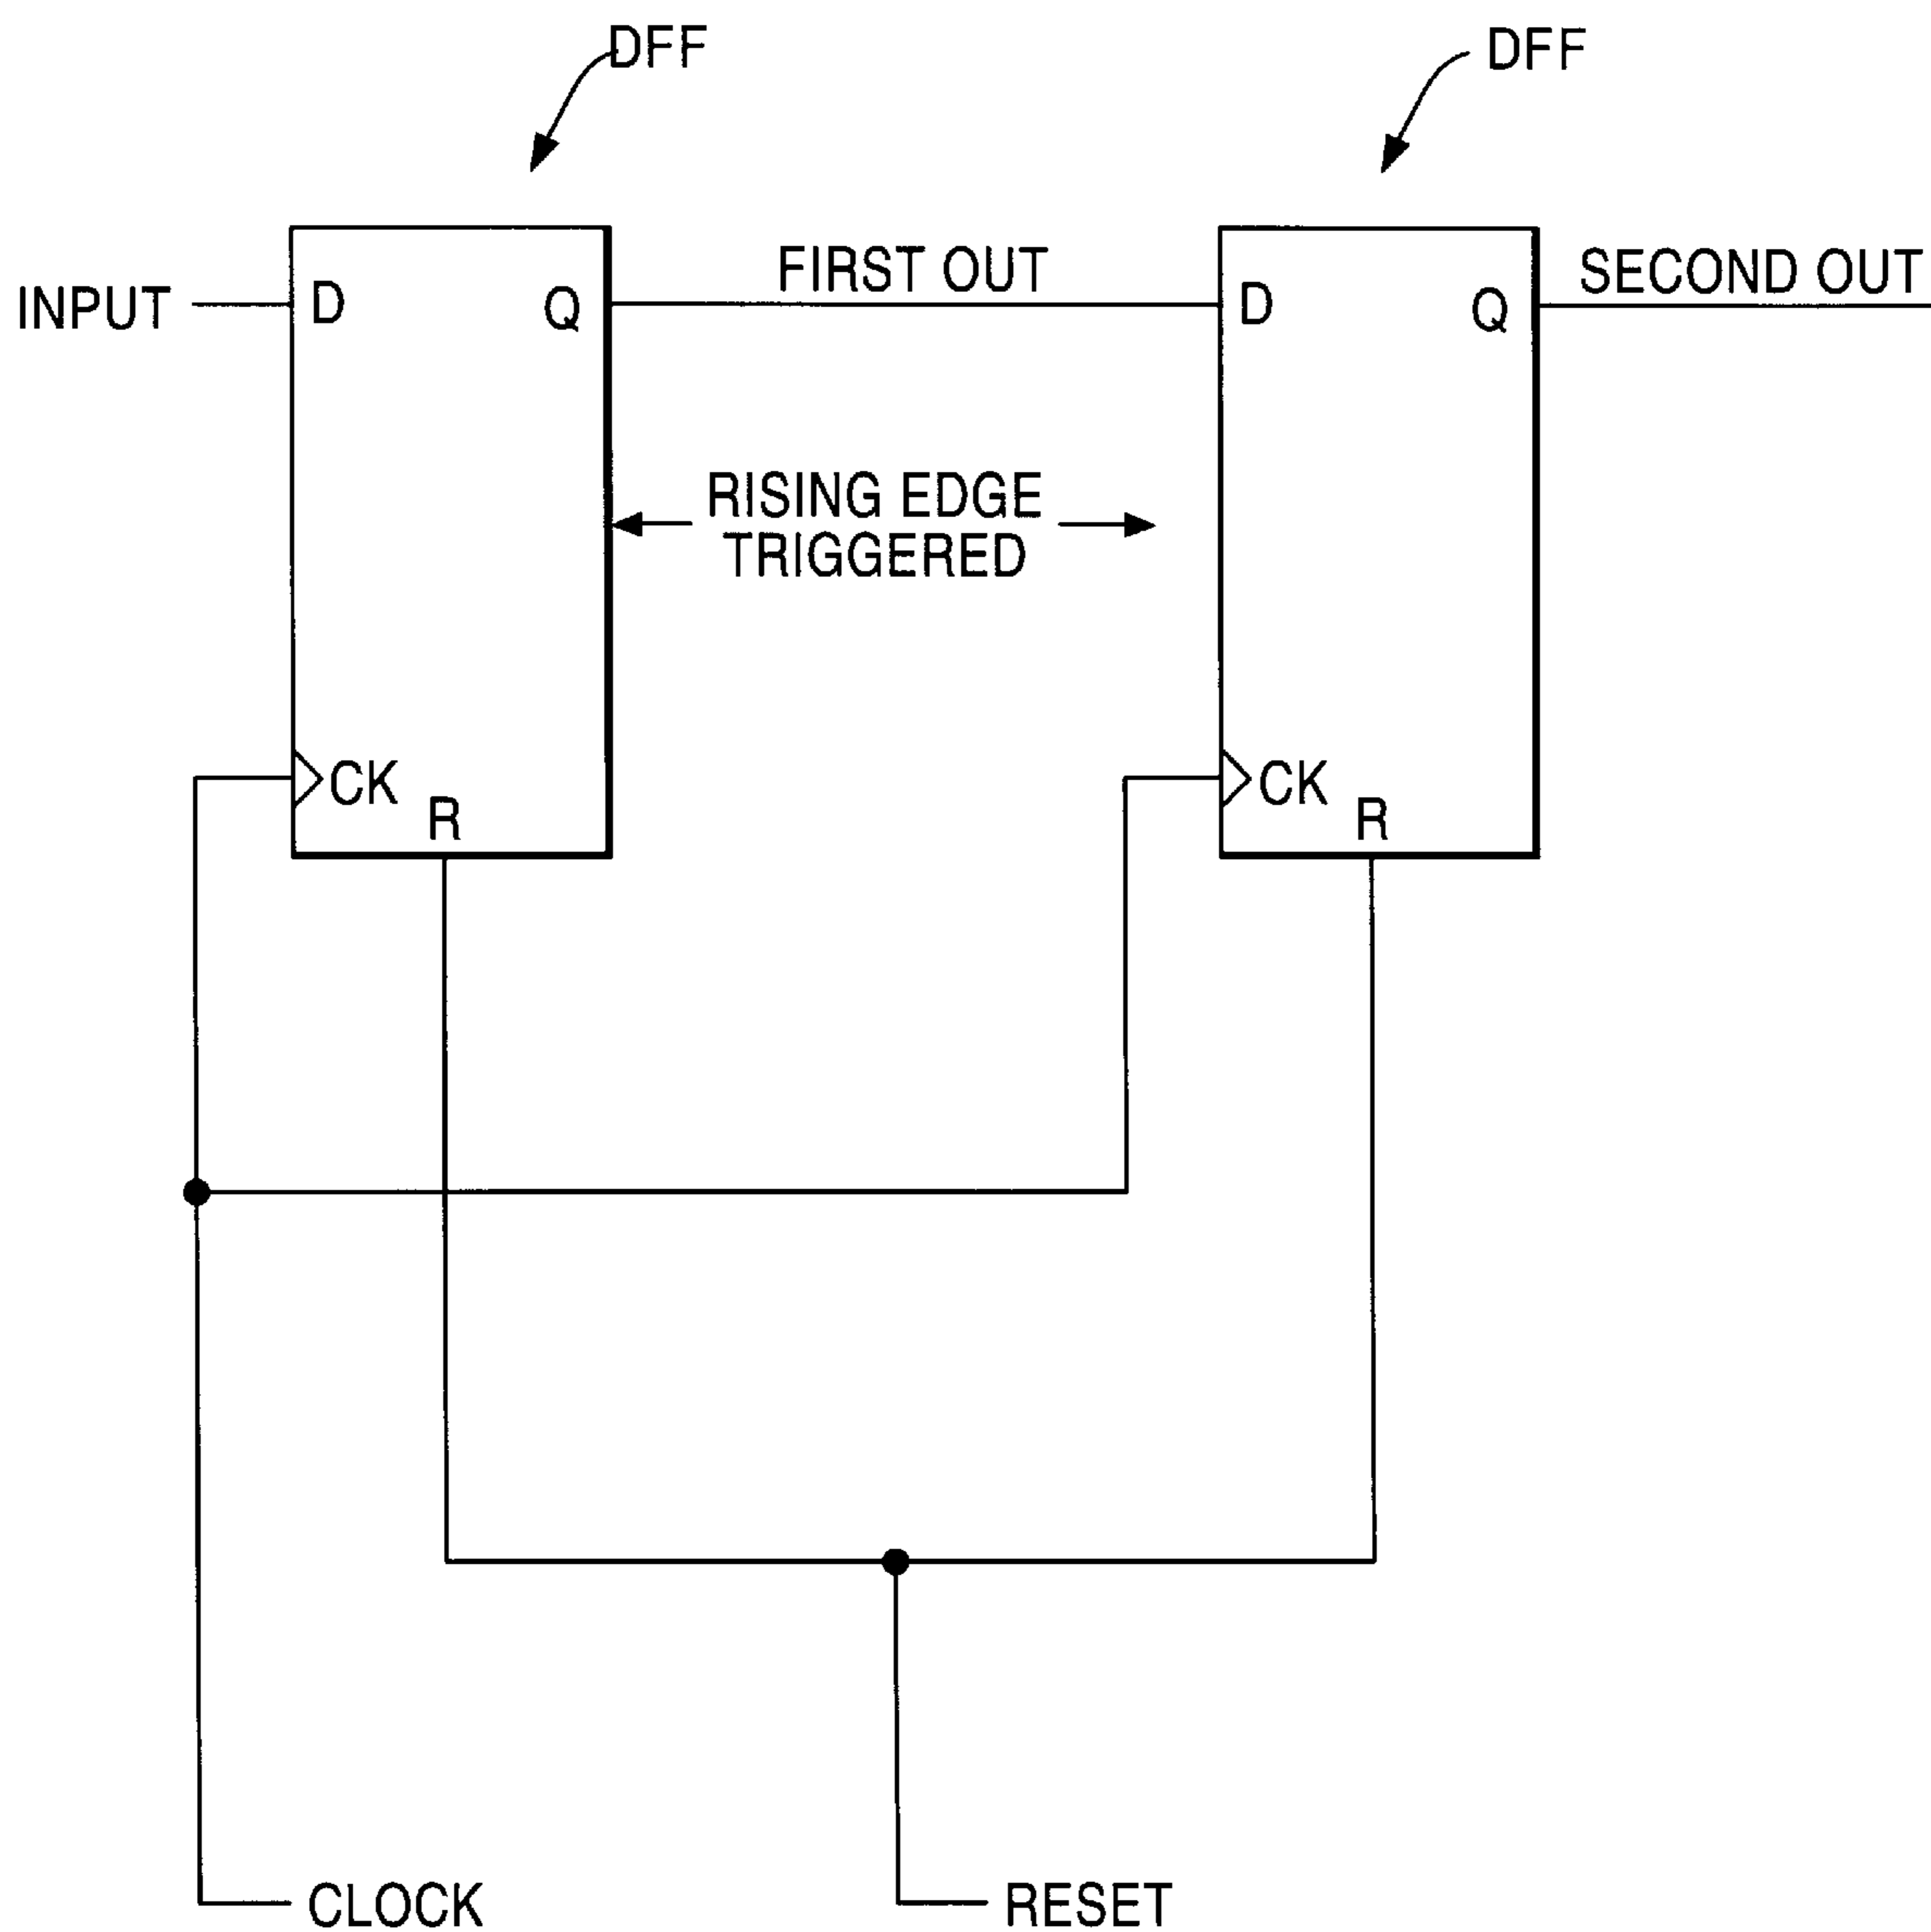 DFF
DFF
FIRST OUT
SECOND OUT
INPUT
D
Q
D
Q
RISING EDGE
TRIGGERED
CK
R
CK
R
CLOCK
RESET